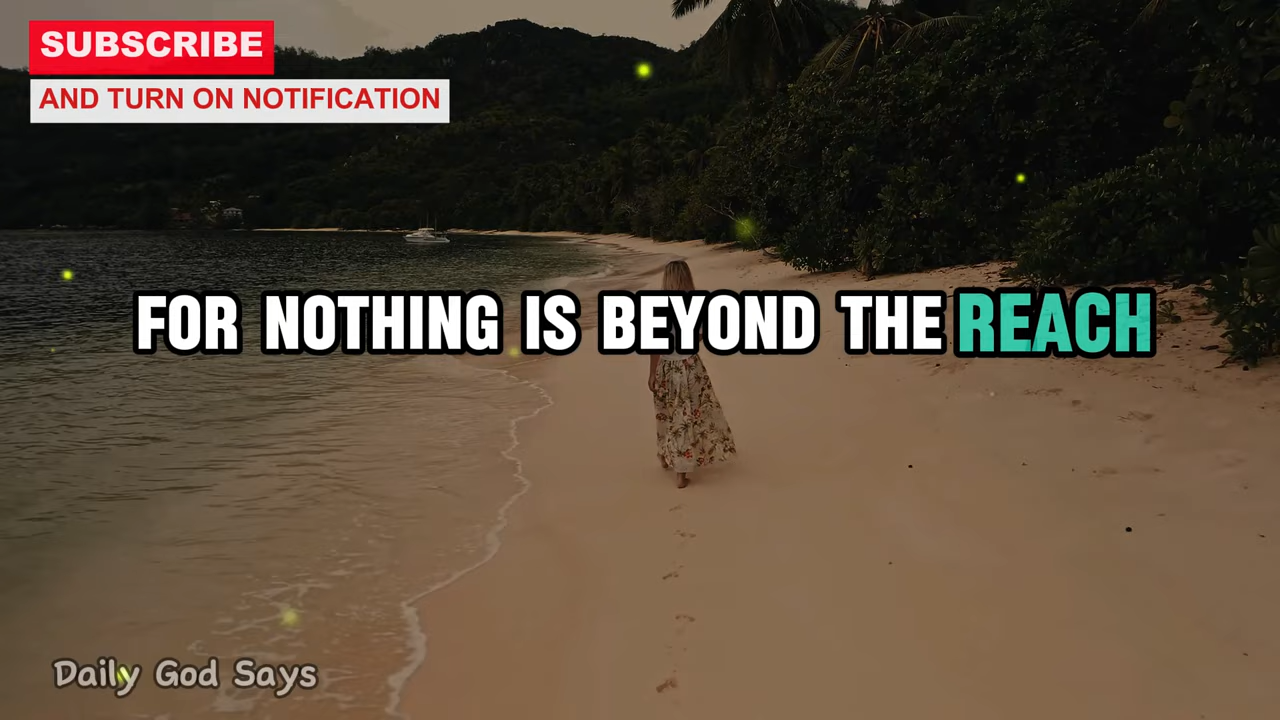 SUBSCRIBE
AND TURN ON NOTIFICATION
FOR NOTHING IS BEYOND THE REACH
Daily God Says